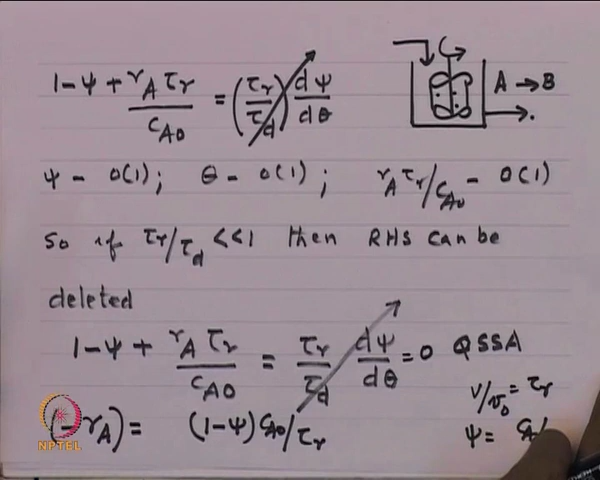 1-ψ + r_A τ_r / C_A0 = (τ_r/τ_d) dψ/dθ
A → B
ψ - O(1); θ - O(1); r_A τ_r/C_A0 - O(1)
So if τ_r/τ_d <<1 then RHS can be
deleted
1-ψ + r_A τ_r / C_A0 = τ_r/τ_d dψ/dθ = 0 QSSA
V/v_0 = τ_r
(-r_A) = (1-ψ) C_A0/τ_r
ψ = C_A/
NPTEL